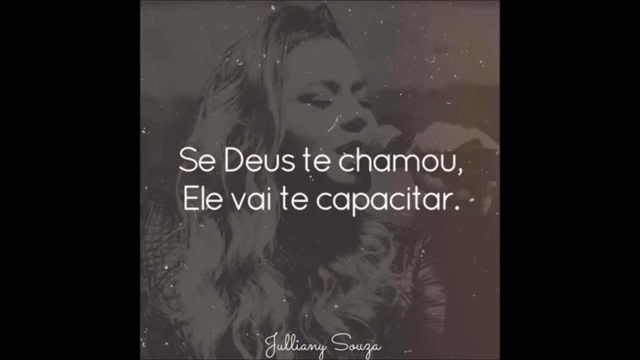 Se Deus te chamou,
Ele vai te capacitar.
Julliany Souza